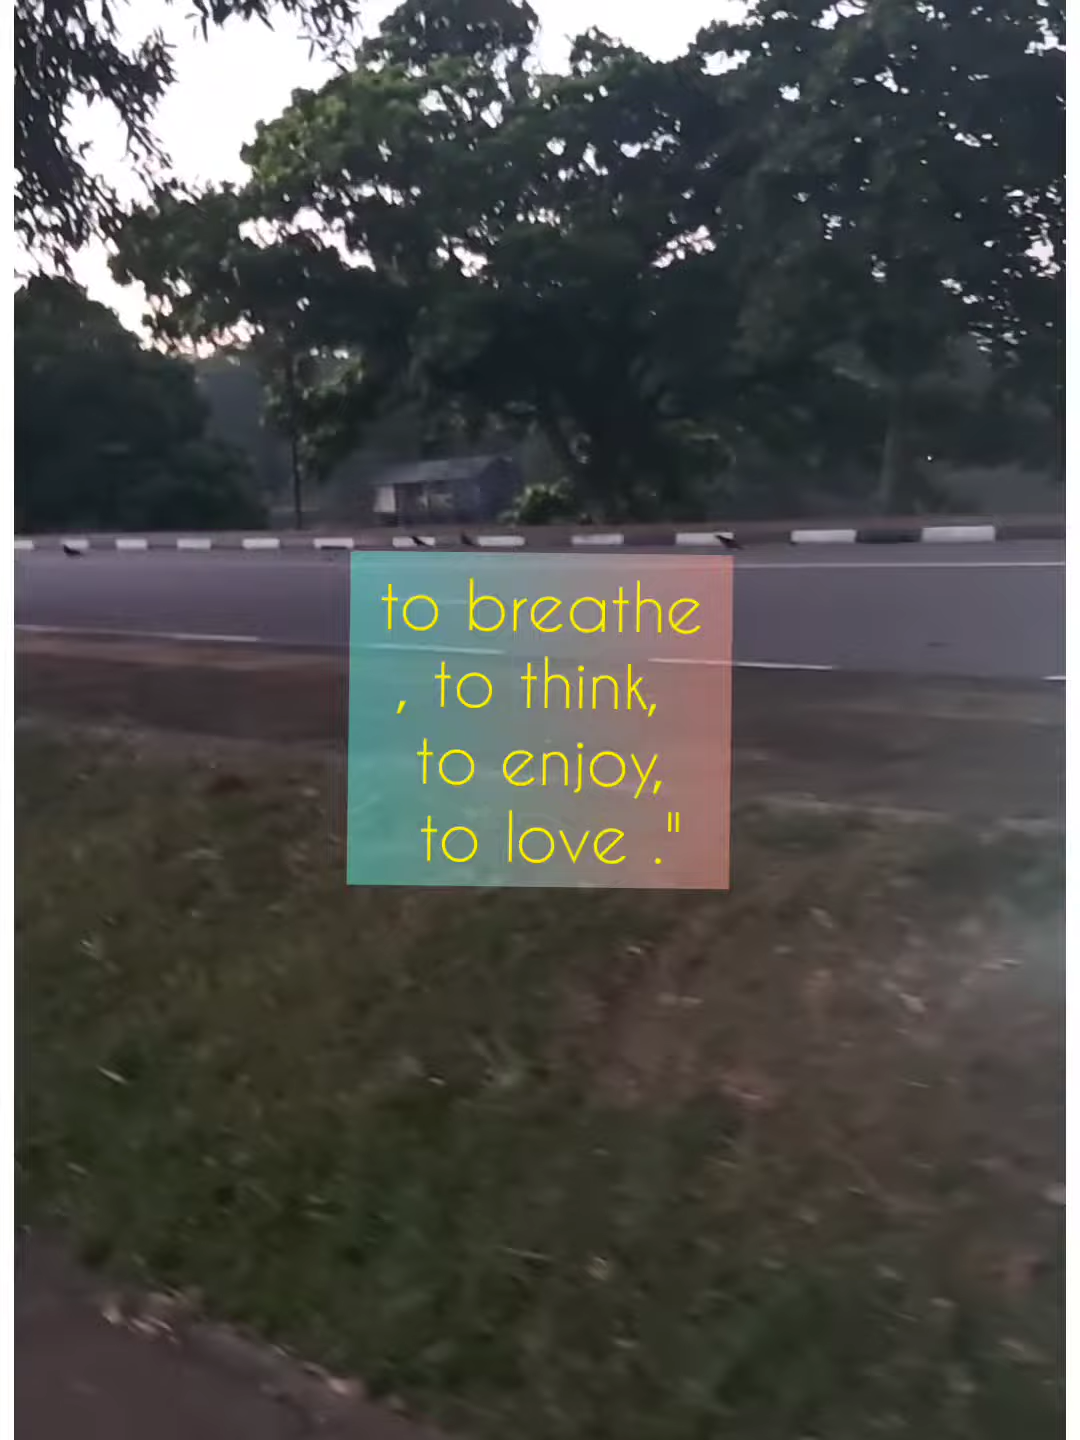 to breathe
, to think,
to enjoy,
to love ."